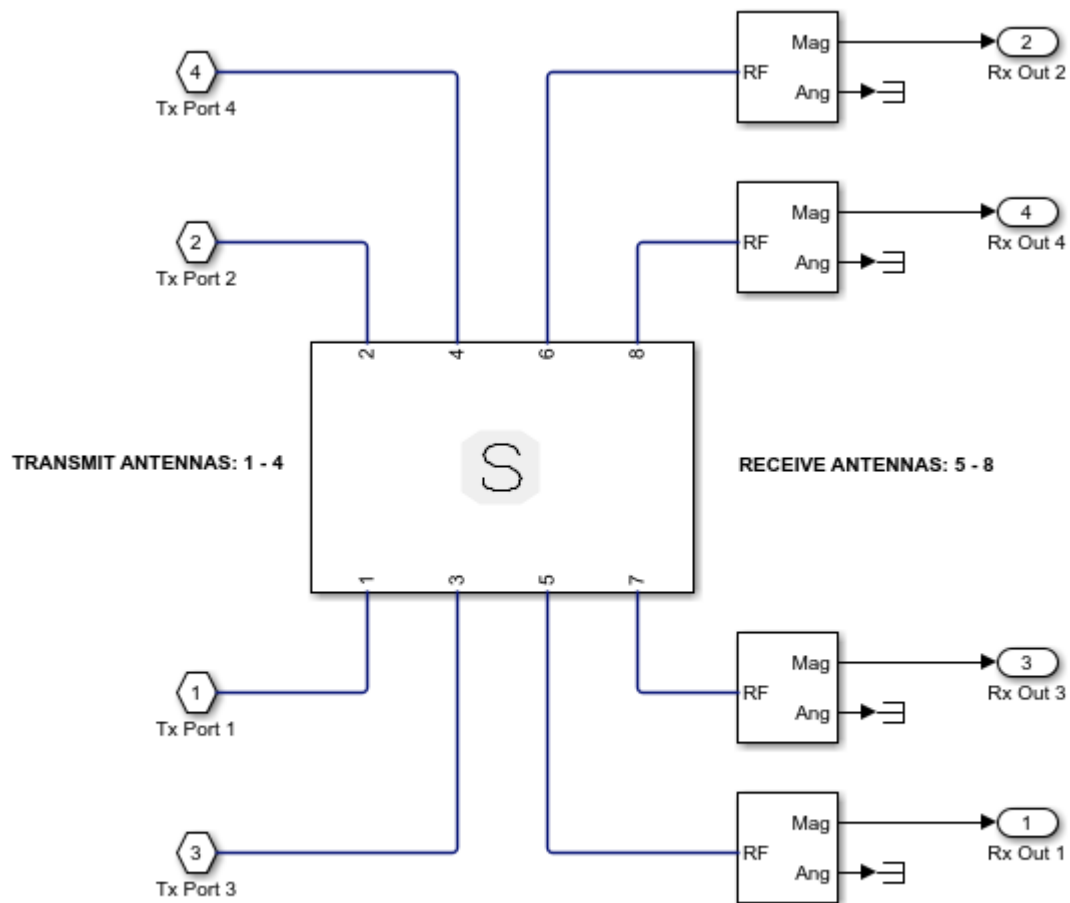 Mag
2
Rx Out 2
4
Tx Port 4
RF
Ang
Mag
4
Rx Out 4
2
Tx Port 2
RF
Ang
2 4 6 8
TRANSMIT ANTENNAS: 1 - 4
S
RECEIVE ANTENNAS: 5 - 8
1 3 5 7
Mag
3
Rx Out 3
1
Tx Port 1
RF
Ang
Mag
1
Rx Out 1
3
Tx Port 3
RF
Ang